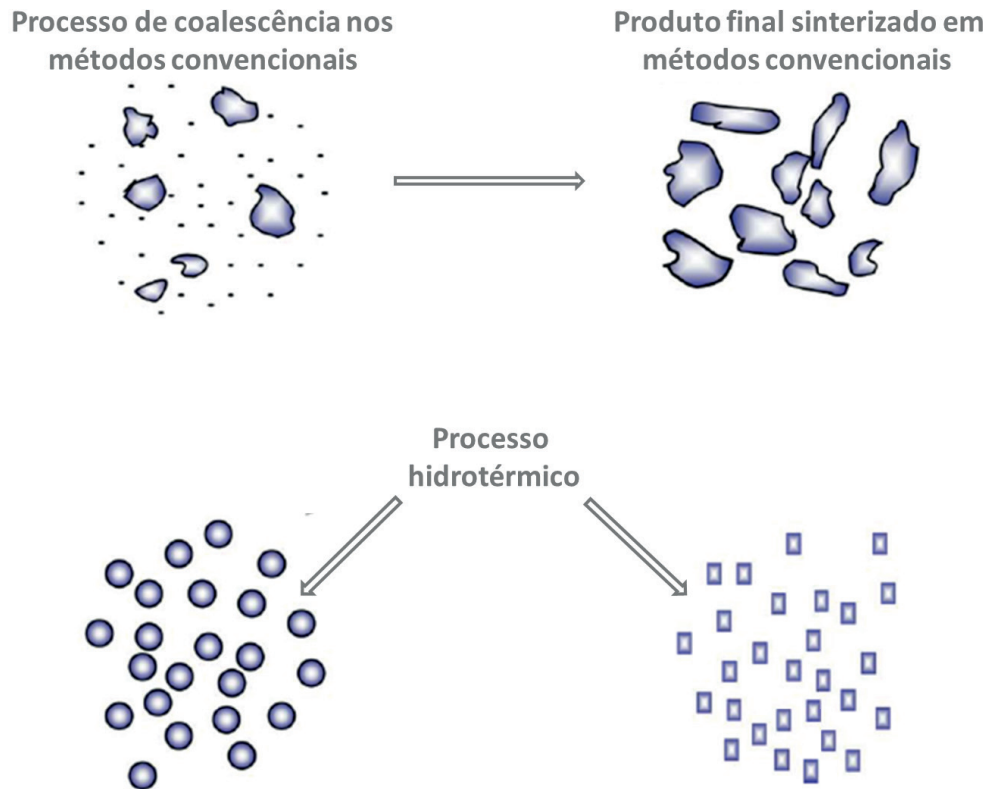 Processo de coalescência nos
métodos convencionais
Produto final sinterizado em
métodos convencionais
Processo
hidrotérmico